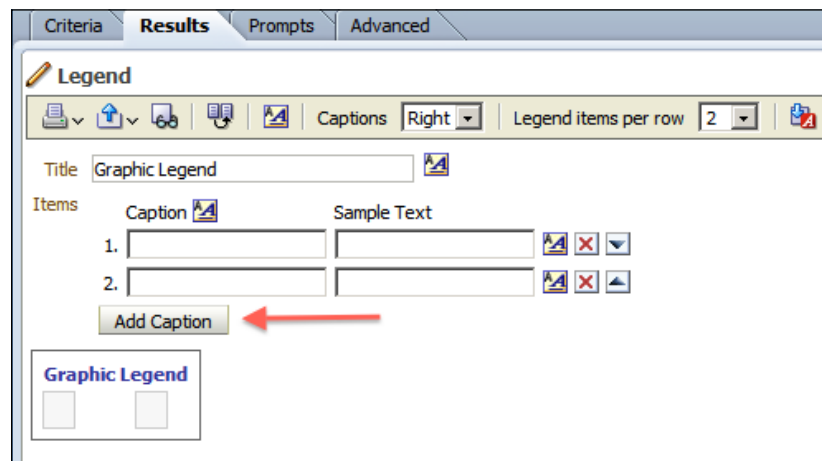 Criteria Results Prompts Advanced
Legend
Captions Right Legend items per row 2
Title Graphic Legend
Items Caption Sample Text
1.
2.
Add Caption
Graphic Legend